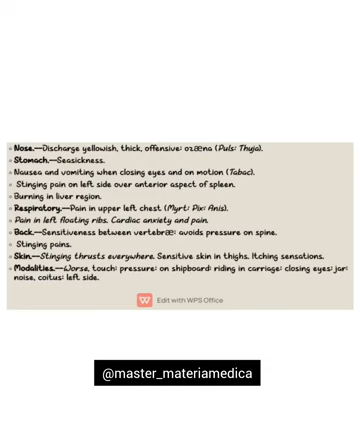 Nose.—Discharge yellowish, thick, offensive; ozæna (Puls; Thuja).
Stomach.—Seasickness.
Nausea and vomiting when closing eyes and on motion (Tabac).
Stinging pain on left side over anterior aspect of spleen.
Burning in liver region.
Respiratory.—Pain in upper left chest (Myrt; Pix; Anis).
Pain in left floating ribs. Cardiac anxiety and pain.
Back.—Sensitiveness between vertebræ; avoids pressure on spine.
Stinging pains.
Skin.—Stinging thrusts everywhere. Sensitive skin in thighs. Itching sensations.
Modalities.—Worse, touch; pressure; on shipboard; riding in carriage; closing eyes; jar;
noise, coitus; left side.
Edit with WPS Office
@master_materiamedica